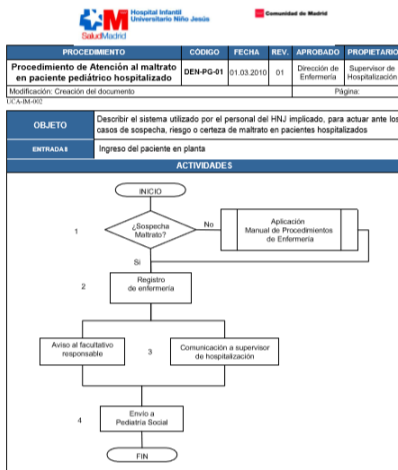 Hospital Infantil
Universitario Niño Jesús
SaludMadrid
Comunidad de Madrid
PROCEDIMIENTO CÓDIGO FECHA REV. APROBADO PROPIETARIO
Procedimiento de Atención al maltrato
en paciente pediátrico hospitalizado
DEN-PG-01 01.03.2010 01
Dirección de
Enfermería
Supervisor de
Hospitalización
Modificación: Creación del documento Página:
UCA-IM-002
OBJETO
Describir el sistema utilizado por el personal del HNJ implicado, para actuar ante los
casos de sospecha, riesgo o certeza de maltrato en pacientes hospitalizados
ENTRADAS
Ingreso del paciente en planta
ACTIVIDADES
INICIO
1
¿Sospecha
Maltrato?
No
Aplicación
Manual de Procedimientos
de Enfermería
Si
2
Registro
de enfermería
Aviso al facultativo
responsable
3
Comunicación a supervisor
de hospitalización
4
Envío a
Pediatría Social
FIN